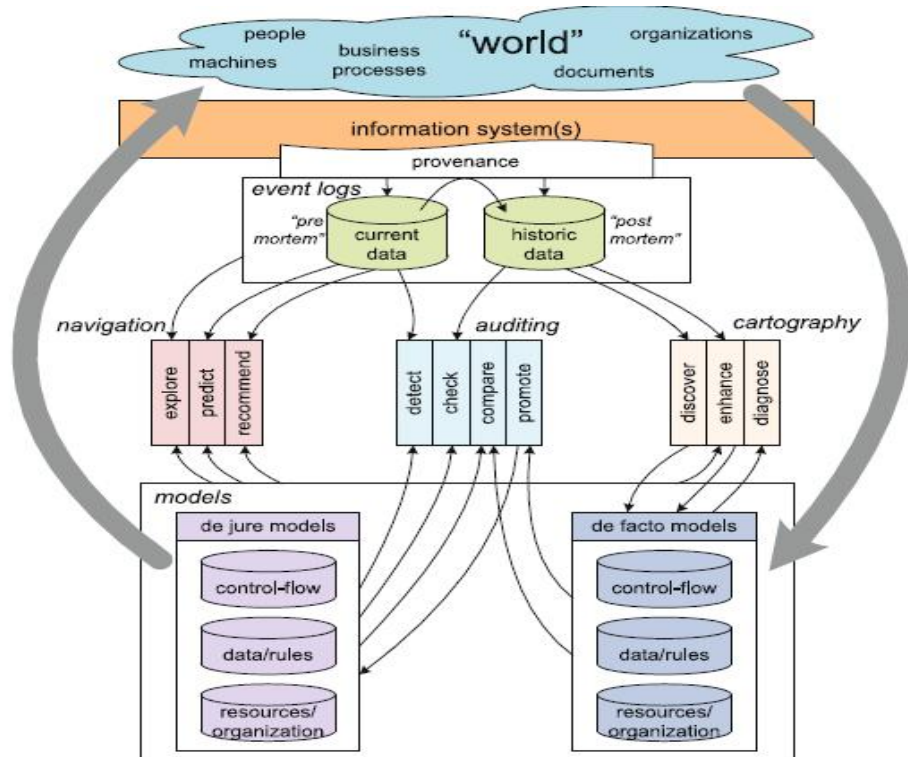 people
"world"
organizations
machines
business
processes
documents
information system(s)
provenance
event logs
"pre
mortem"
current
data
historic
data
"post
mortem"
navigation
auditing
cartography
explore
predict
recommend
detect
check
compare
promote
discover
enhance
diagnose
models
de jure models
de facto models
control-flow
control-flow
data/rules
data/rules
resources/
organization
resources/
organization